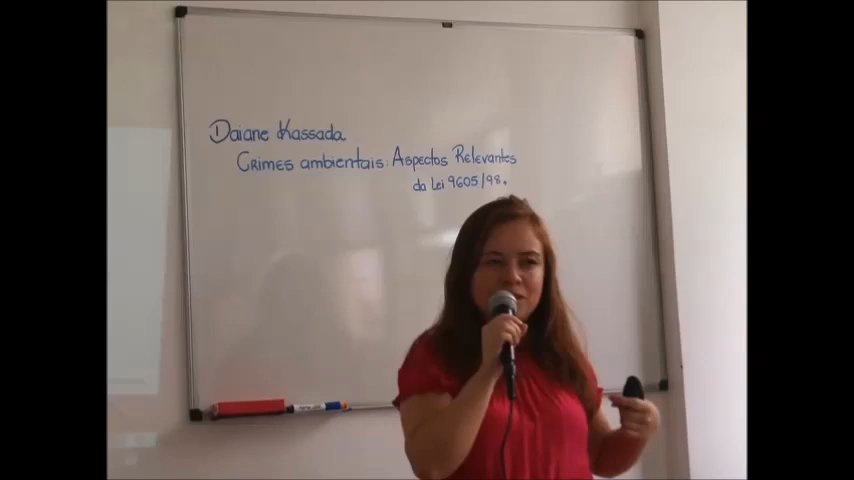 Daiane Kassada
Crimes ambientais: Aspectos Relevantes
da Lei 9605/98.